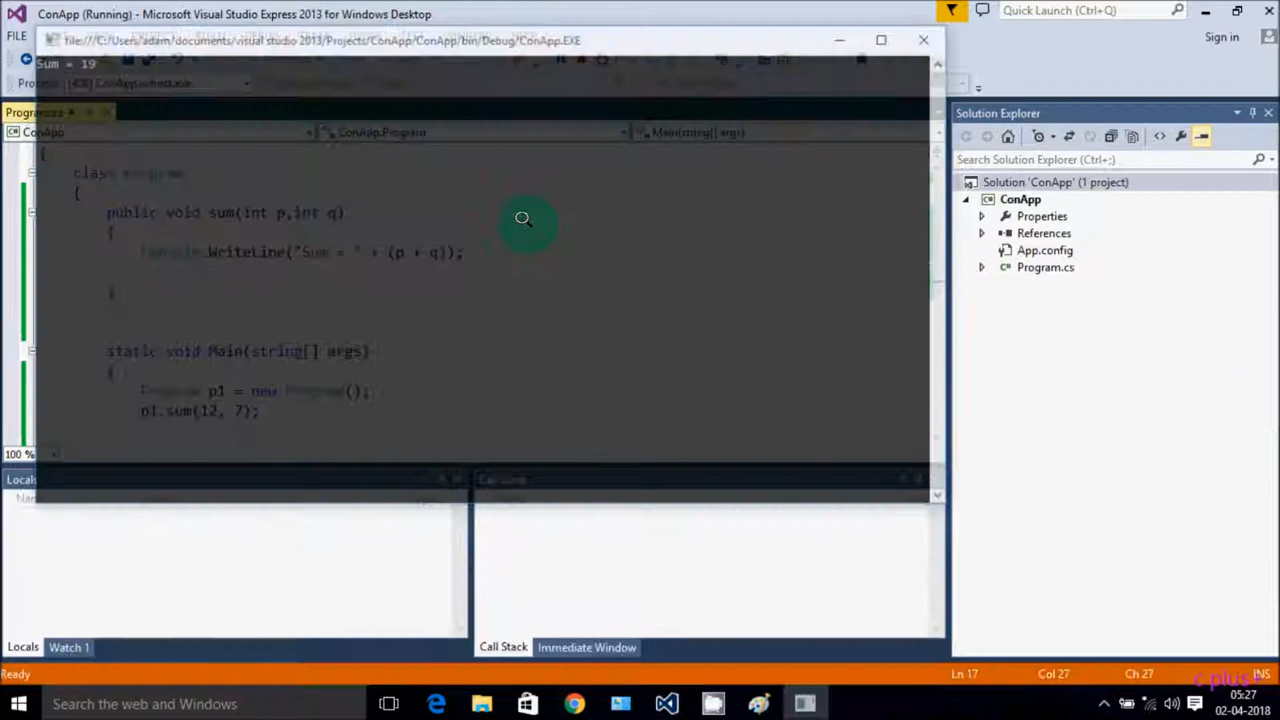 ConApp (Running) - Microsoft Visual Studio Express 2013 for Windows Desktop
Quick Launch (Ctrl+Q)
FILE
file:///C:/Users/adam/documents/visual studio 2013/Projects/ConApp/ConApp/bin/Debug/ConApp.EXE
Sign in
Sum = 19
ConApp
ConApp.Program
Main(string[] args)
{
class Program
{
public void sum(int p,int q)
{
Console.WriteLine("Sum = " + (p + q));
}
static void Main(string[] args)
{
Program p1 = new Program();
p1.sum(12, 7);
100 %
Solution Explorer
Search Solution Explorer (Ctrl+;)
Solution 'ConApp' (1 project)
ConApp
Properties
References
App.config
Program.cs
Locals
Call Stack
Locals
Watch 1
Call Stack
Immediate Window
Ready
Ln 17
Col 27
Ch 27
INS
c plus+
Search the web and Windows
05:27
02-04-2018